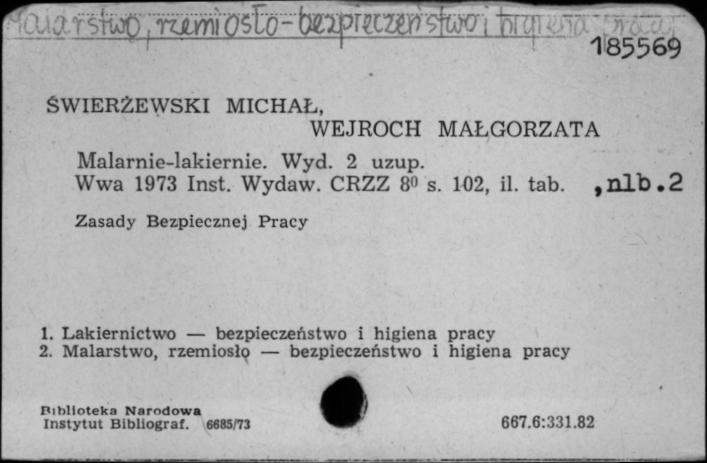 Malarstwo, rzemiosło - bezpieczeństwo i higiena pracy
185569
ŚWIERŻEWSKI MICHAŁ,
WEJROCH MAŁGORZATA
Malarnie-lakiernie. Wyd. 2 uzup.
Wwa 1973 Inst. Wydaw. CRZZ 8⁰ s. 102, il. tab. , nlb. 2
Zasady Bezpiecznej Pracy
1. Lakiernictwo — bezpieczeństwo i higiena pracy
2. Malarstwo, rzemiosło — bezpieczeństwo i higiena pracy
Biblioteka Narodowa
Instytut Bibliograf. 6685/73
667.6:331.82